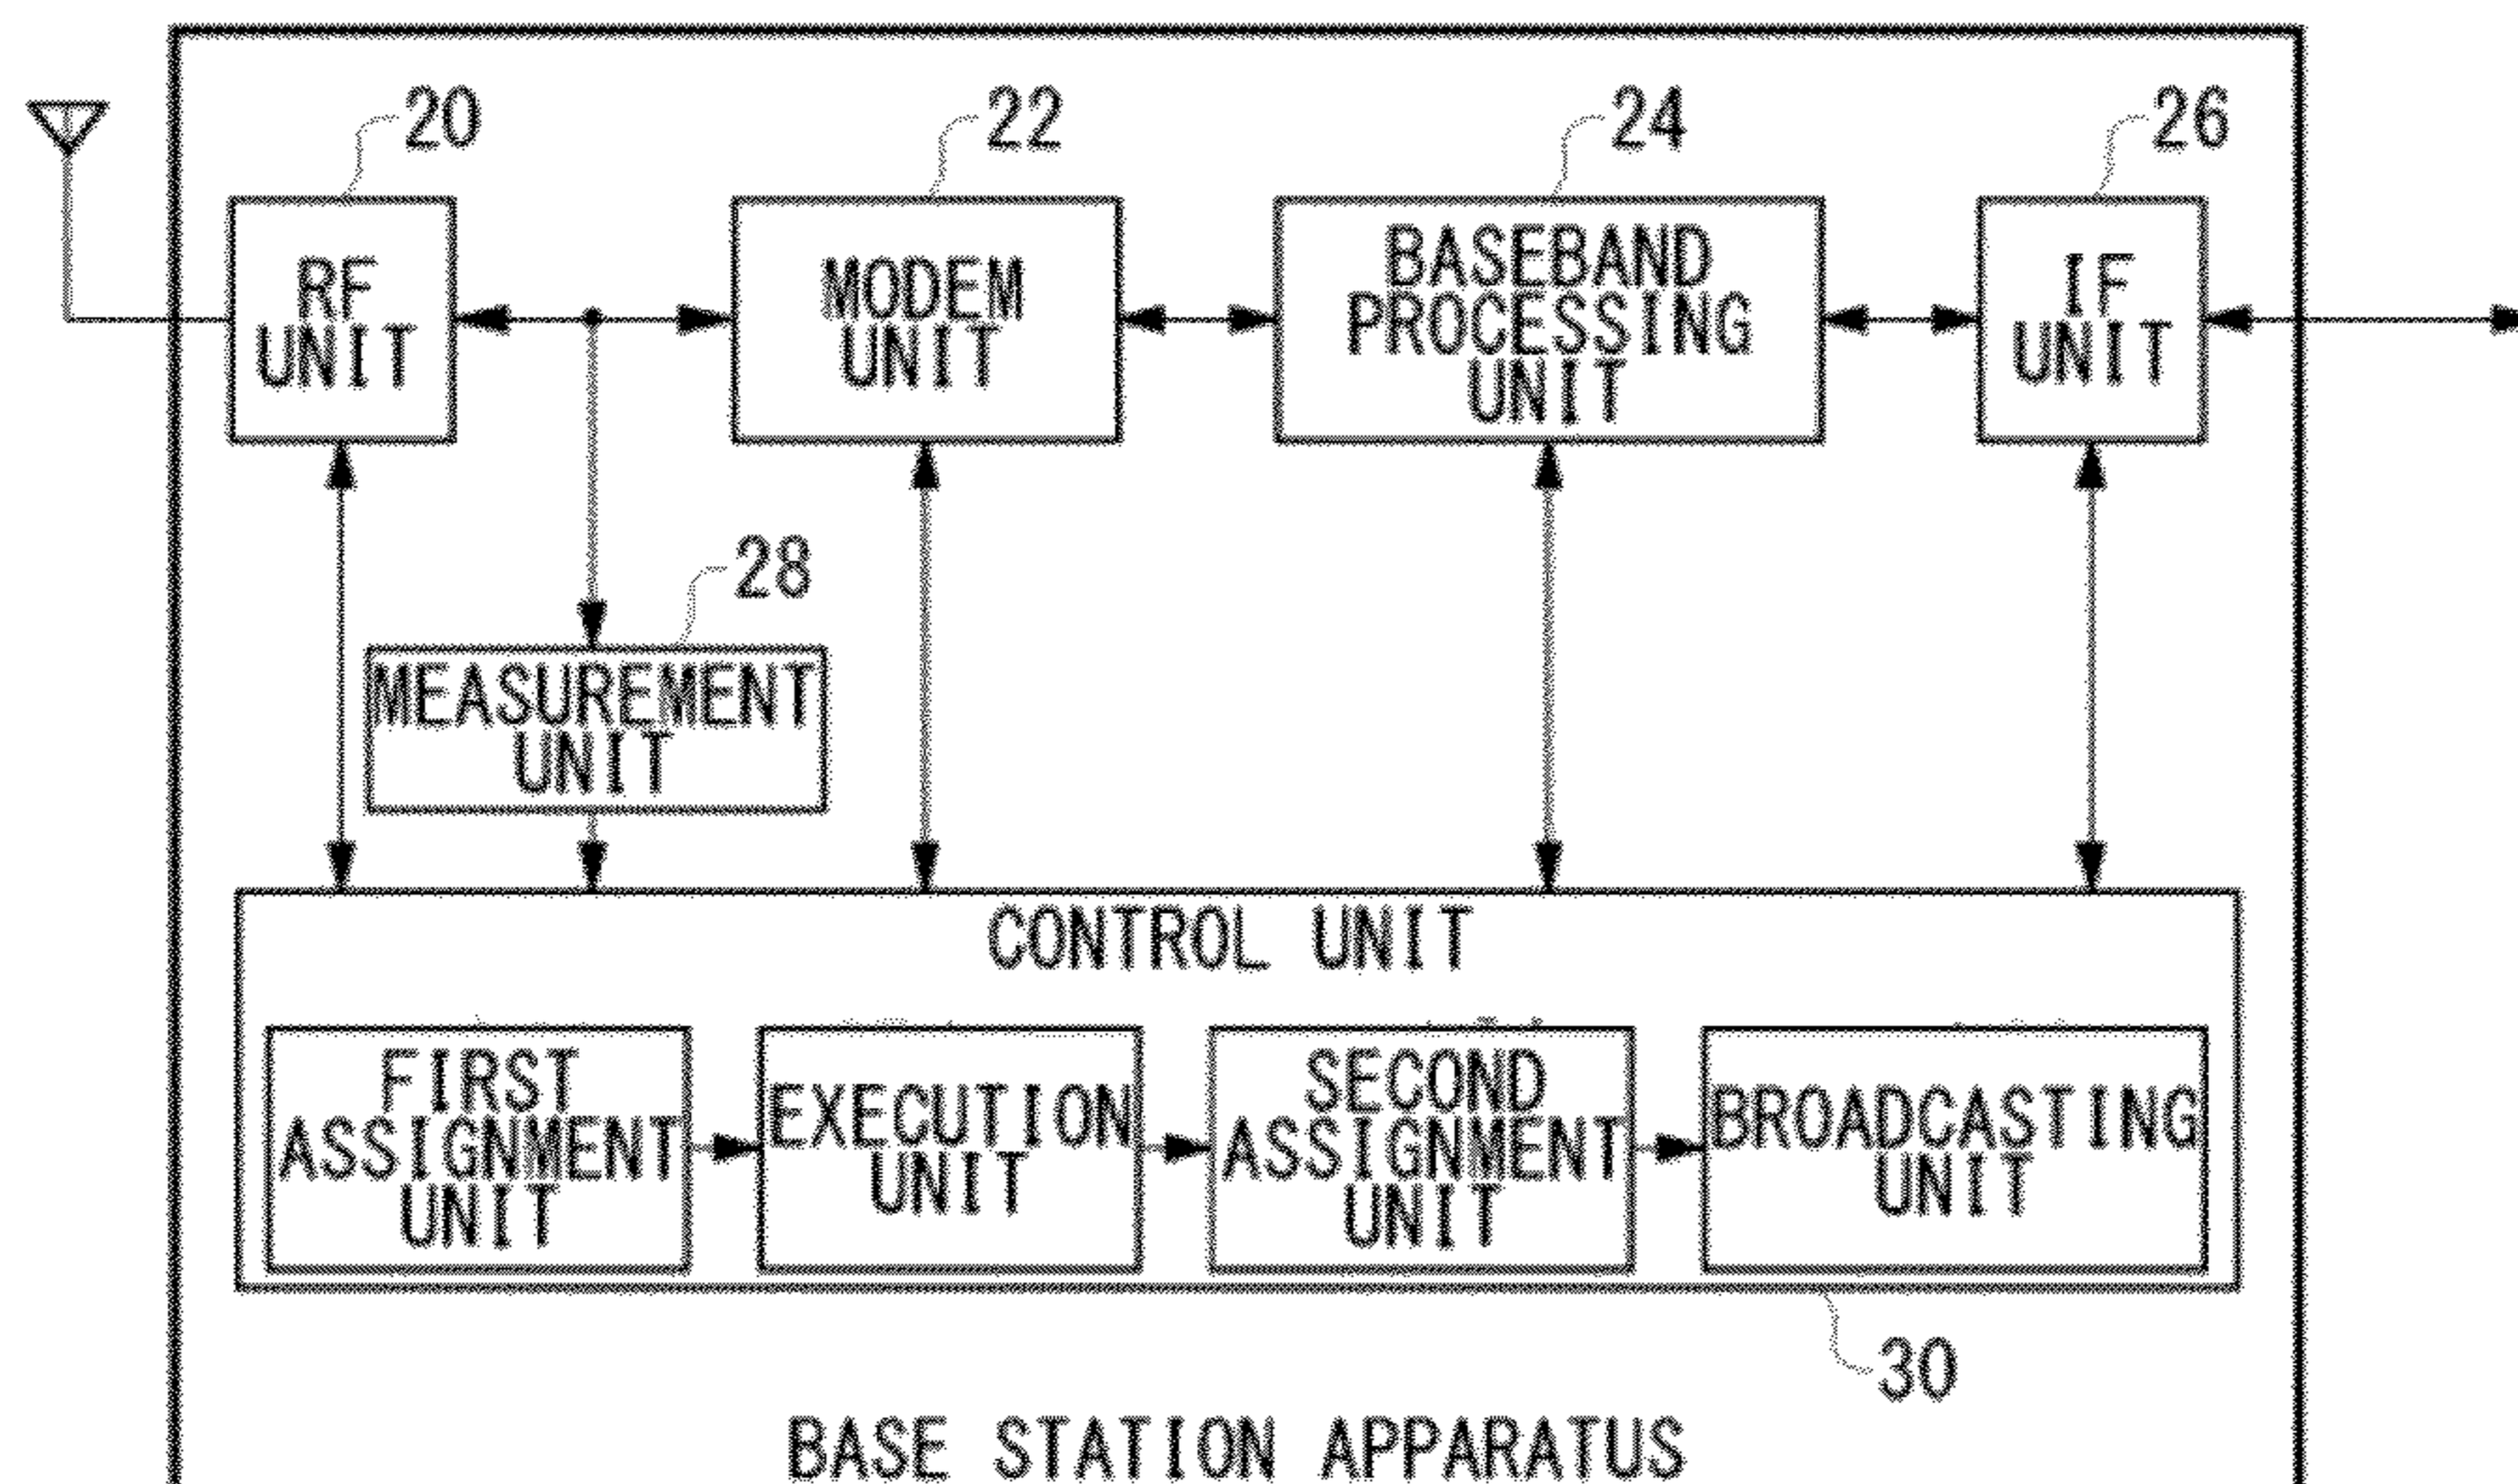 20
22
24
26
RF
UNIT
MODEM
UNIT
BASEBAND
PROCESSING
UNIT
IF
UNIT
28
MEASUREMENT
UNIT
CONTROL UNIT
FIRST
ASSIGNMENT
UNIT
EXECUTION
UNIT
SECOND
ASSIGNMENT
UNIT
BROADCASTING
UNIT
30
BASE STATION APPARATUS